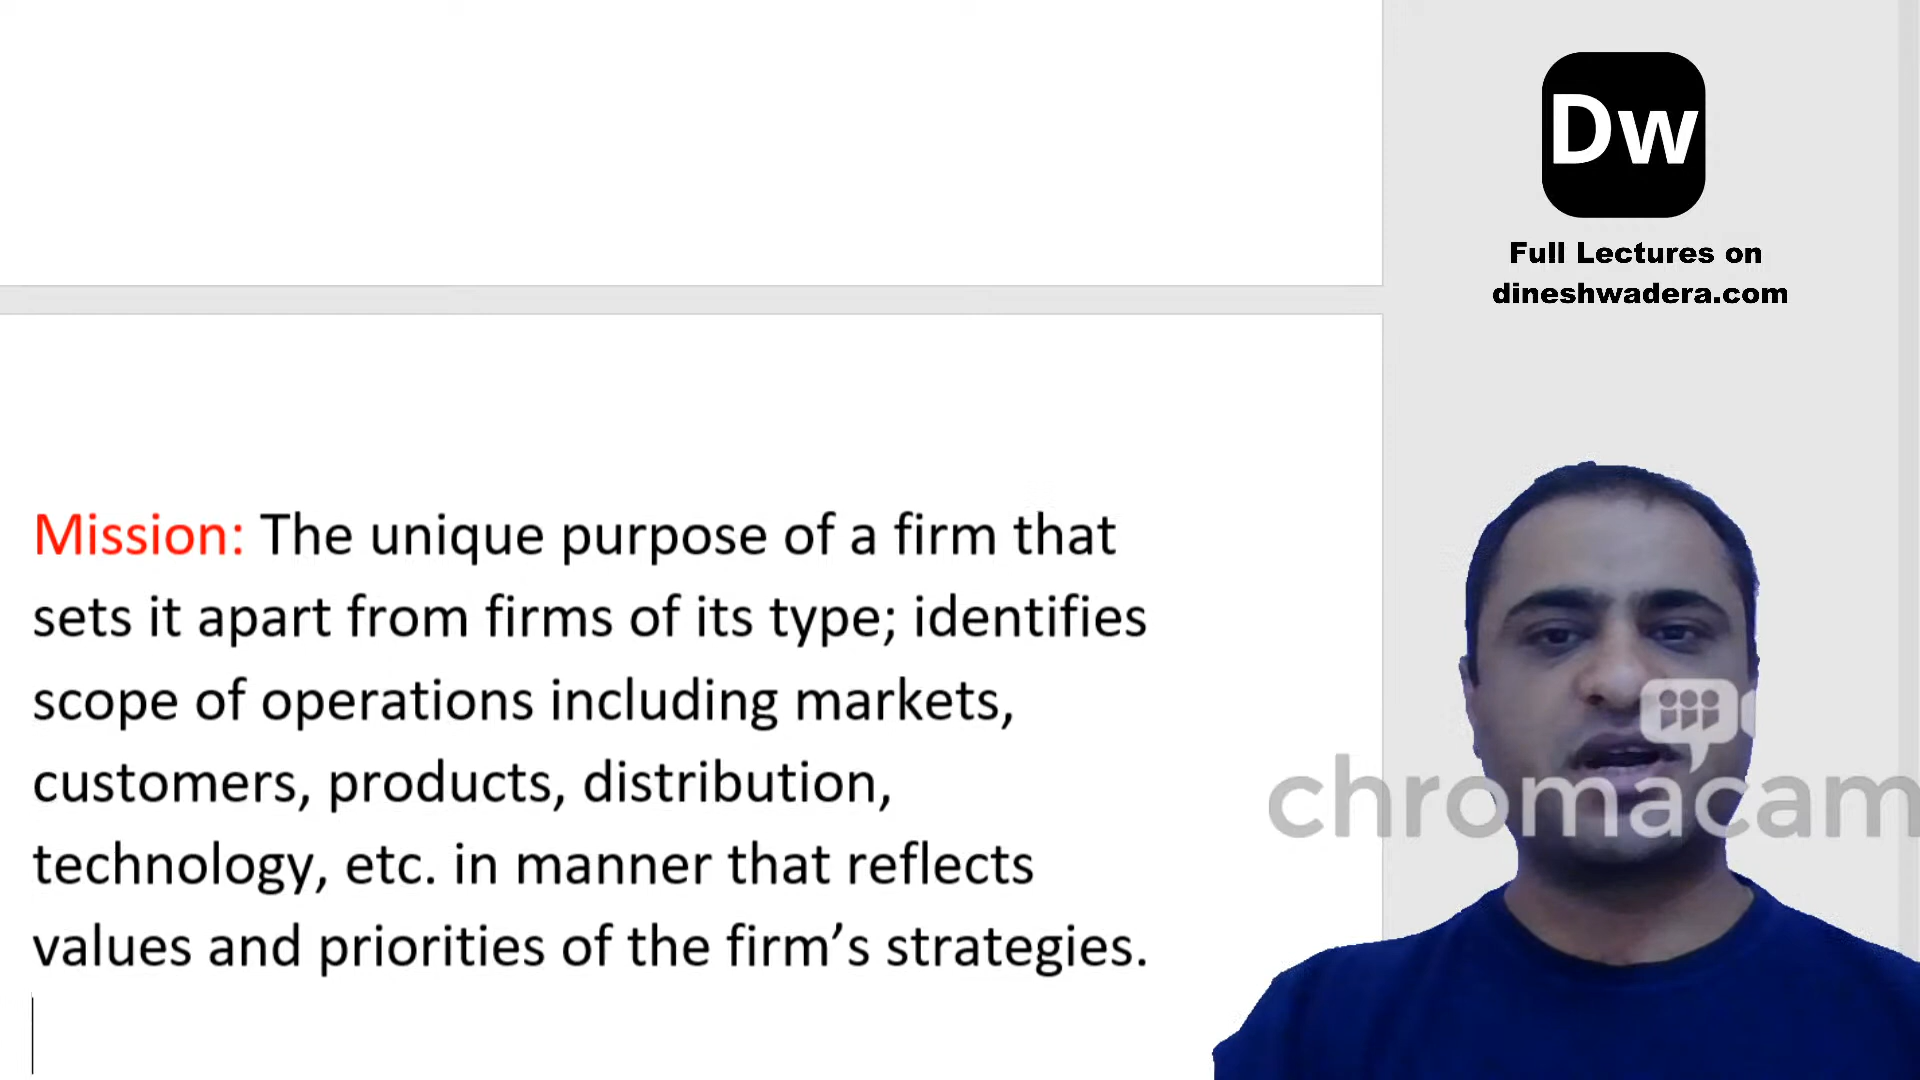 Dw
Full Lectures on
dineshwadera.com
Mission: The unique purpose of a firm that
sets it apart from firms of its type; identifies
scope of operations including markets,
customers, products, distribution,
technology, etc. in manner that reflects
values and priorities of the firm’s strategies.
chromacam